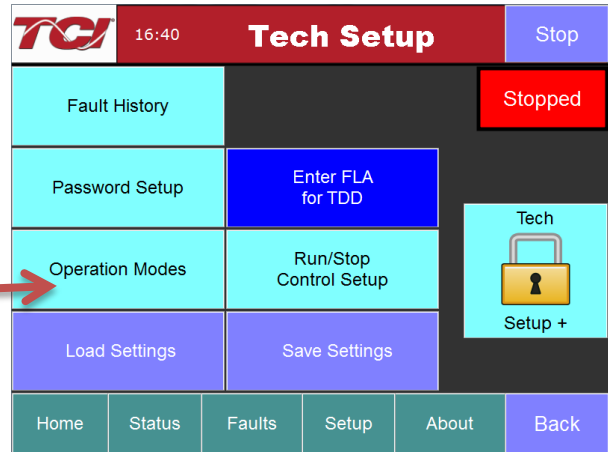 TCI
16:40
Tech Setup
Stop
Fault History
Stopped
Password Setup
Enter FLA
for TDD
Tech
Operation Modes
Run/Stop
Control Setup
Setup +
Load Settings
Save Settings
Home
Status
Faults
Setup
About
Back